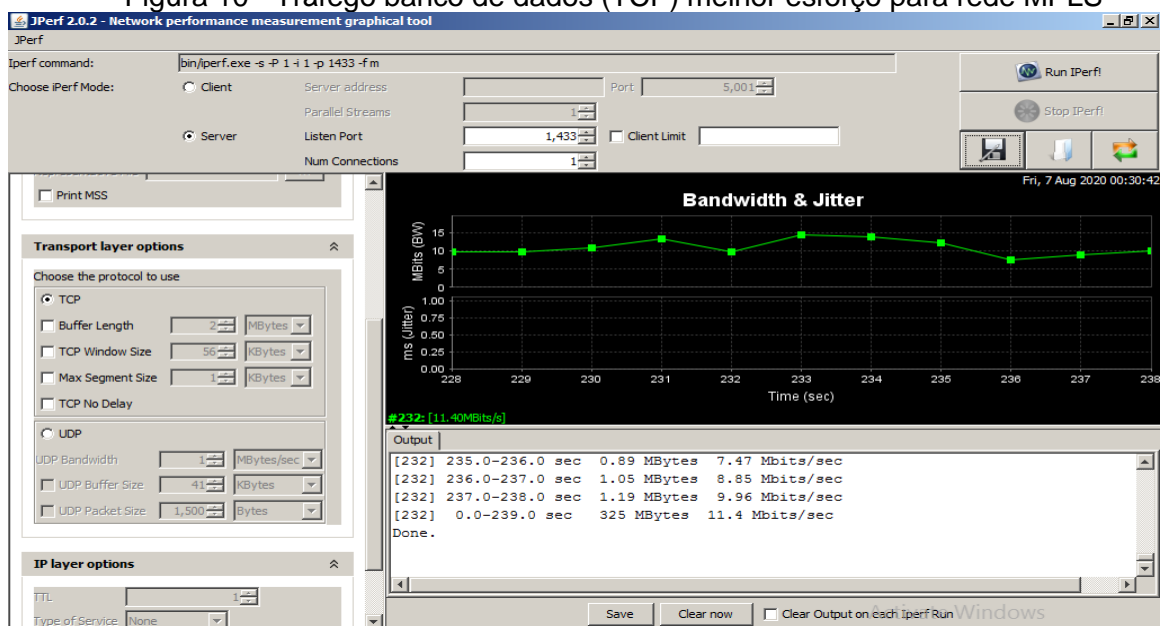 Figura 10 - Tráfego banco de dados (TCP) melhor esforço para rede MPLS
JPerf 2.0.2 - Network performance measurement graphical tool
JPerf
Iperf command:
bin/iperf.exe -s -P 1 -i 1 -p 1433 -f m
Choose iPerf Mode:
Client
Server address
Port
5,001
Parallel Streams
1
Server
Listen Port
1,433
Client Limit
Num Connections
1
Run IPerf!
Stop IPerf!
Print MSS
Transport layer options
Choose the protocol to use
TCP
Buffer Length
2
MBytes
TCP Window Size
56
KBytes
Max Segment Size
1
KBytes
TCP No Delay
UDP
UDP Bandwidth
1
MBytes/sec
UDP Buffer Size
41
KBytes
UDP Packet Size
1,500
Bytes
IP layer options
TTL
1
Type of Service
None
Fri, 7 Aug 2020 00:30:42
Bandwidth & Jitter
MBits (BW)
15
10
5
0
ms (Jitter)
1.00
0.75
0.50
0.25
0.00
228 229 230 231 232 233 234 235 236 237 238
Time (sec)
#232: [11.40MBits/s]
Output
[232] 235.0-236.0 sec 0.89 MBytes 7.47 Mbits/sec
[232] 236.0-237.0 sec 1.05 MBytes 8.85 Mbits/sec
[232] 237.0-238.0 sec 1.19 MBytes 9.96 Mbits/sec
[232] 0.0-239.0 sec 325 MBytes 11.4 Mbits/sec
Done.
Save
Clear now
Clear Output on each Iperf Run
Windows